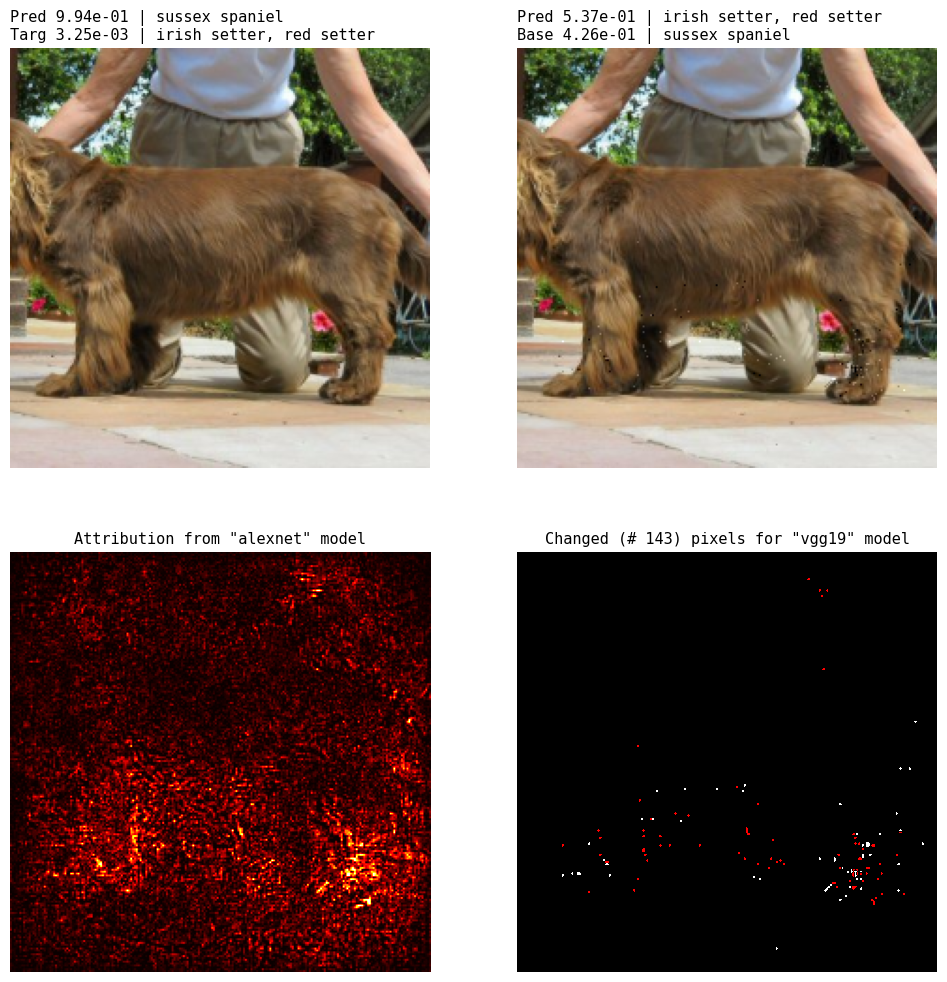 Pred 9.94e-01 | sussex spaniel
Targ 3.25e-03 | irish setter, red setter
Pred 5.37e-01 | irish setter, red setter
Base 4.26e-01 | sussex spaniel
Attribution from "alexnet" model
Changed (# 143) pixels for "vgg19" model